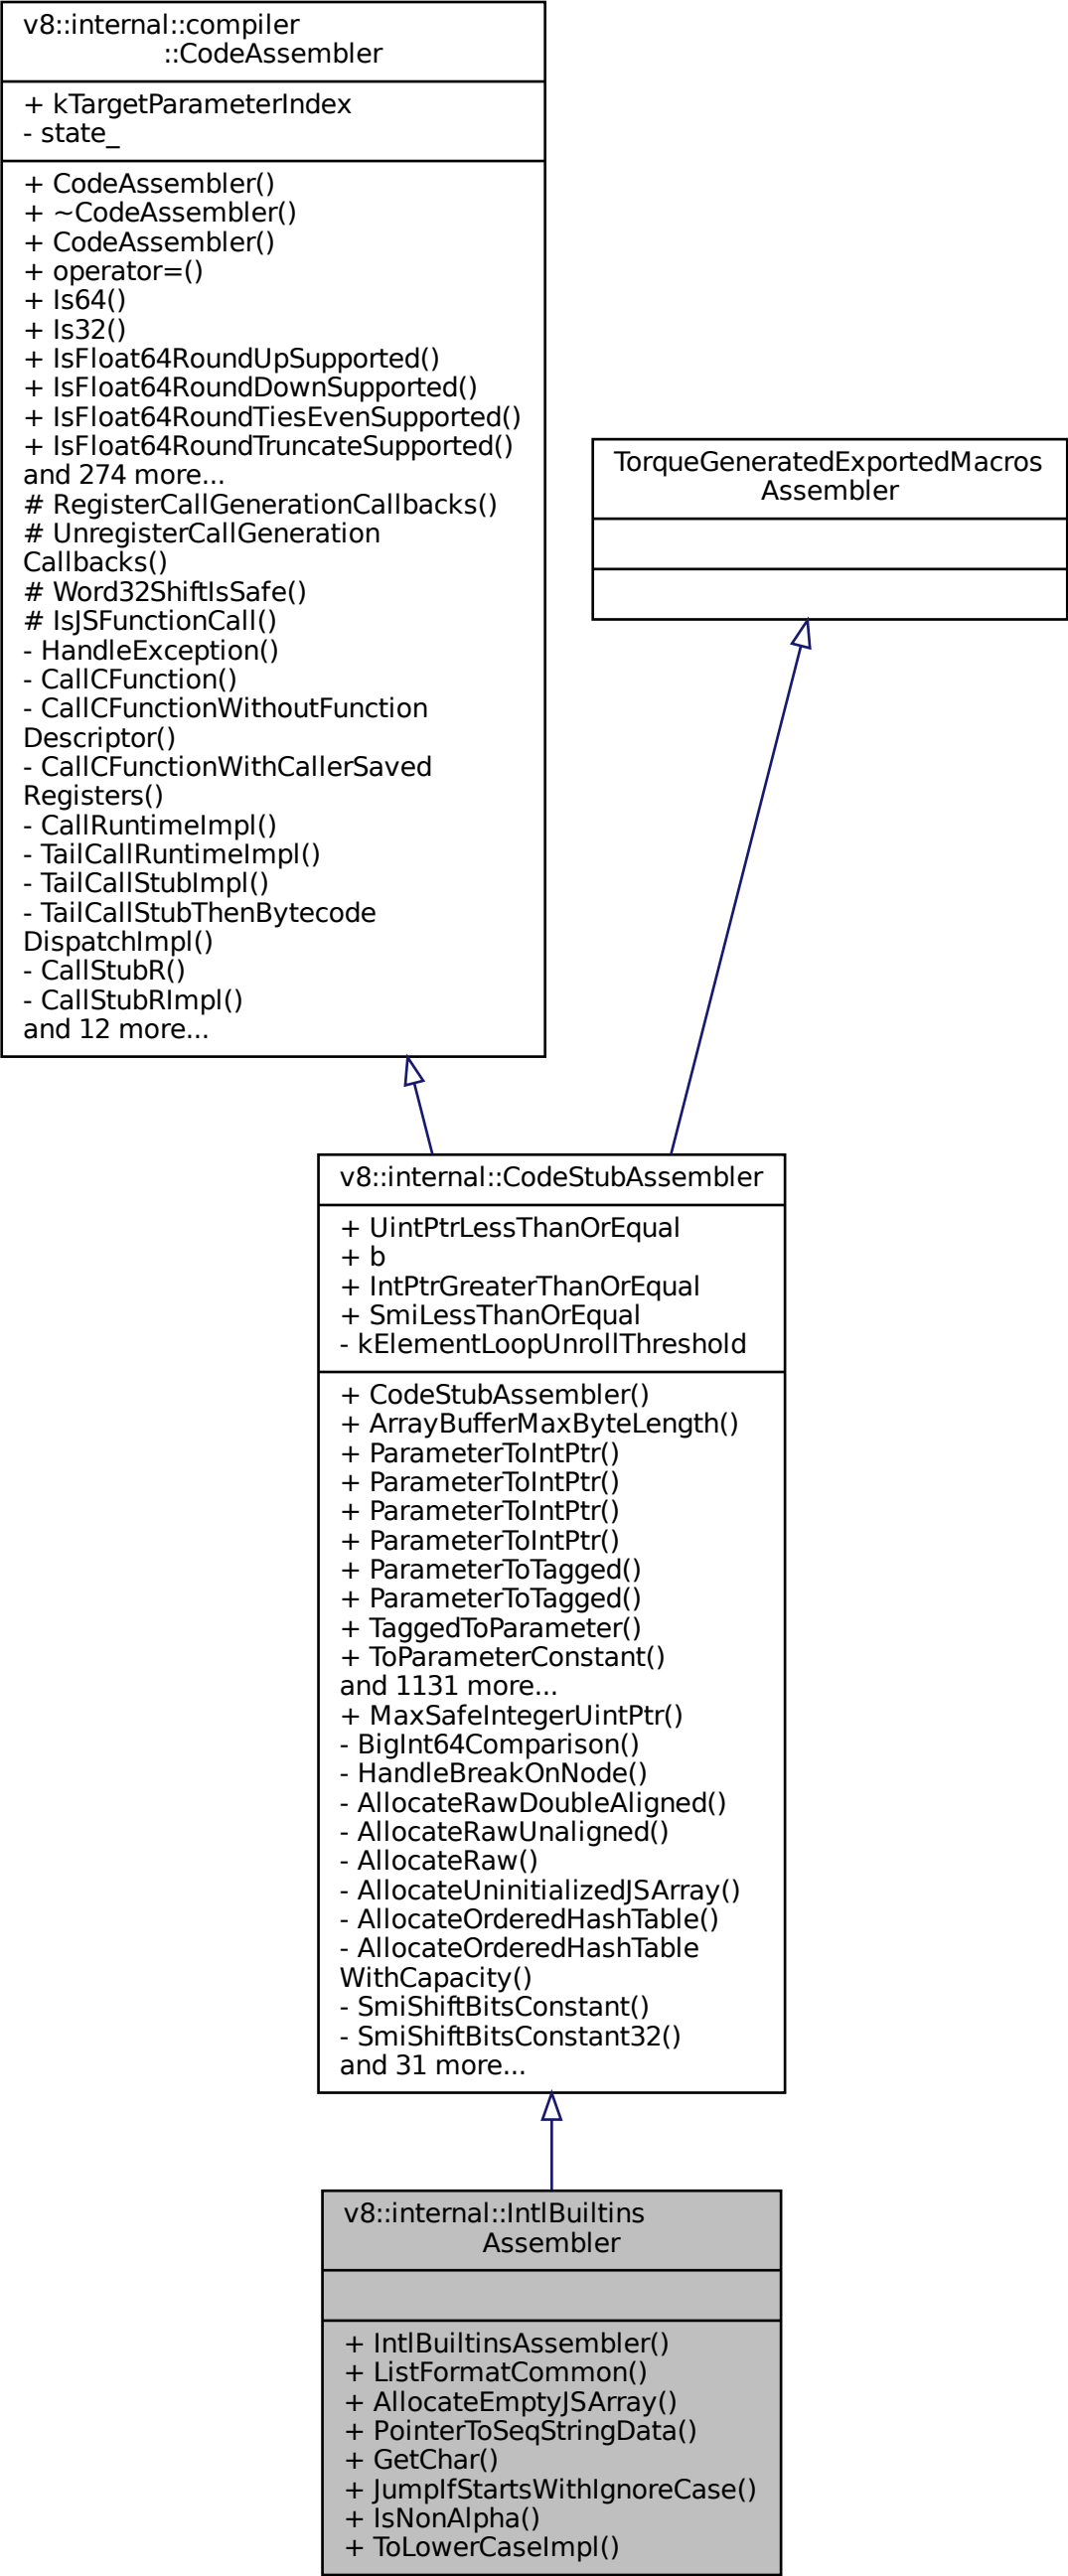 v8::internal::compiler
::CodeAssembler
+ kTargetParameterIndex
- state_
+ CodeAssembler()
+ ~CodeAssembler()
+ CodeAssembler()
+ operator=()
+ Is64()
+ Is32()
+ IsFloat64RoundUpSupported()
+ IsFloat64RoundDownSupported()
+ IsFloat64RoundTiesEvenSupported()
+ IsFloat64RoundTruncateSupported()
and 274 more...
# RegisterCallGenerationCallbacks()
# UnregisterCallGeneration
Callbacks()
# Word32ShiftIsSafe()
# IsJSFunctionCall()
- HandleException()
- CallCFunction()
- CallCFunctionWithoutFunction
Descriptor()
- CallCFunctionWithCallerSaved
Registers()
- CallRuntimeImpl()
- TailCallRuntimeImpl()
- TailCallStubImpl()
- TailCallStubThenBytecode
DispatchImpl()
- CallStubR()
- CallStubRImpl()
and 12 more...
TorqueGeneratedExportedMacros
Assembler
v8::internal::CodeStubAssembler
+ UintPtrLessThanOrEqual
+ b
+ IntPtrGreaterThanOrEqual
+ SmiLessThanOrEqual
- kElementLoopUnrollThreshold
+ CodeStubAssembler()
+ ArrayBufferMaxByteLength()
+ ParameterToIntPtr()
+ ParameterToIntPtr()
+ ParameterToIntPtr()
+ ParameterToIntPtr()
+ ParameterToTagged()
+ ParameterToTagged()
+ TaggedToParameter()
+ ToParameterConstant()
and 1131 more...
+ MaxSafeIntegerUintPtr()
- BigInt64Comparison()
- HandleBreakOnNode()
- AllocateRawDoubleAligned()
- AllocateRawUnaligned()
- AllocateRaw()
- AllocateUninitializedJSArray()
- AllocateOrderedHashTable()
- AllocateOrderedHashTable
WithCapacity()
- SmiShiftBitsConstant()
- SmiShiftBitsConstant32()
and 31 more...
v8::internal::IntlBuiltins
Assembler
+ IntlBuiltinsAssembler()
+ ListFormatCommon()
+ AllocateEmptyJSArray()
+ PointerToSeqStringData()
+ GetChar()
+ JumpIfStartsWithIgnoreCase()
+ IsNonAlpha()
+ ToLowerCaseImpl()